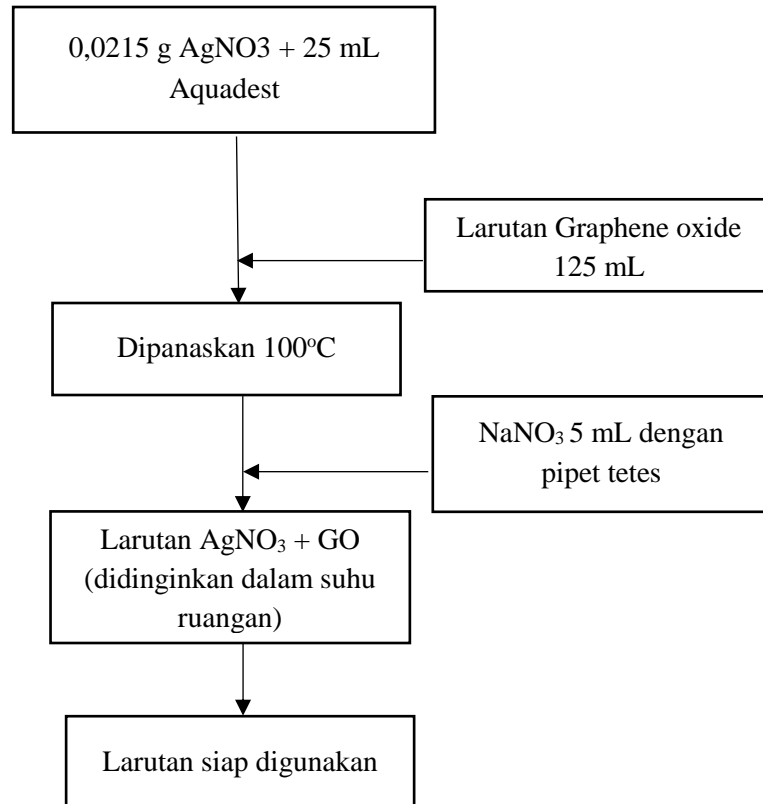 0,0215 g AgNO3 + 25 mL
Aquadest
Larutan Graphene oxide
125 mL
Dipanaskan 100°C
NaNO₃ 5 mL dengan
pipet tetes
Larutan AgNO₃ + GO
(didinginkan dalam suhu
ruangan)
Larutan siap digunakan